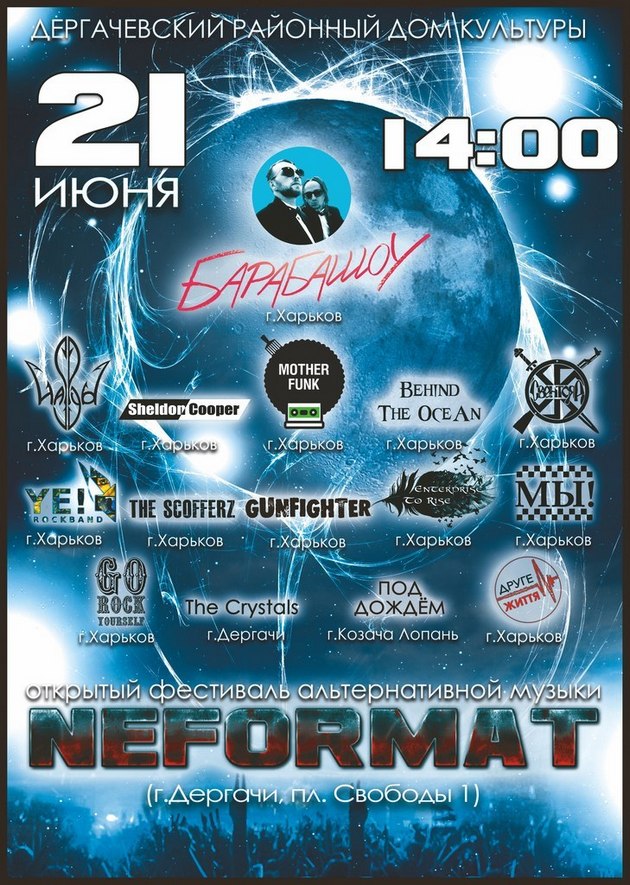 ДЕРГАЧЕВСКИЙ РАЙОННЫЙ ДОМ КУЛЬТУРЫ
21
ИЮНЯ
14:00
БАРАБАШОУ
г.Харьков
MOTHER
FUNK
Sheldon Cooper
BEHIND
THE OCEAN
г.Харьков
г.Харьков
г.Харьков
г.Харьков
г.Харьков
YE!R
ROCKBAND
THE SCOFFERZ
GUNFIGHTER
ENTERPRISE
TO RISE
МЫ!
г.Харьков
г.Харьков
г.Харьков
г.Харьков
г.Харьков
GO
ROCK
YOURSELF
The Crystals
ПОД
ДОЖДЁМ
ДРУГЕ
ЖИТТЯ
г.Харьков
г.Дергачи
г.Козача Лопань
г.Харьков
открытый фестиваль альтернативной музыки
NEFORMAT
(г.Дергачи, пл. Свободы 1)